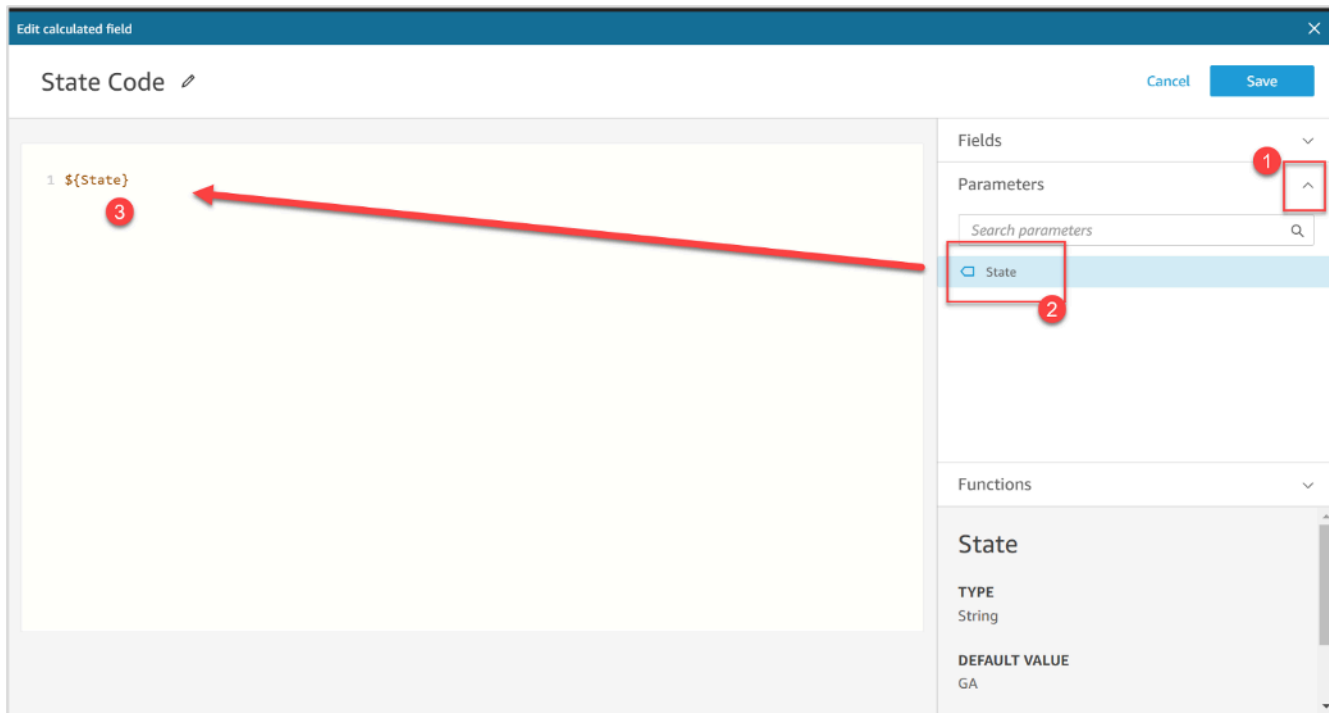 Edit calculated field
State Code
Cancel
Save
Fields
1
Parameters
1 ${State}
3
Search parameters
State
2
Functions
State
TYPE
String
DEFAULT VALUE
GA